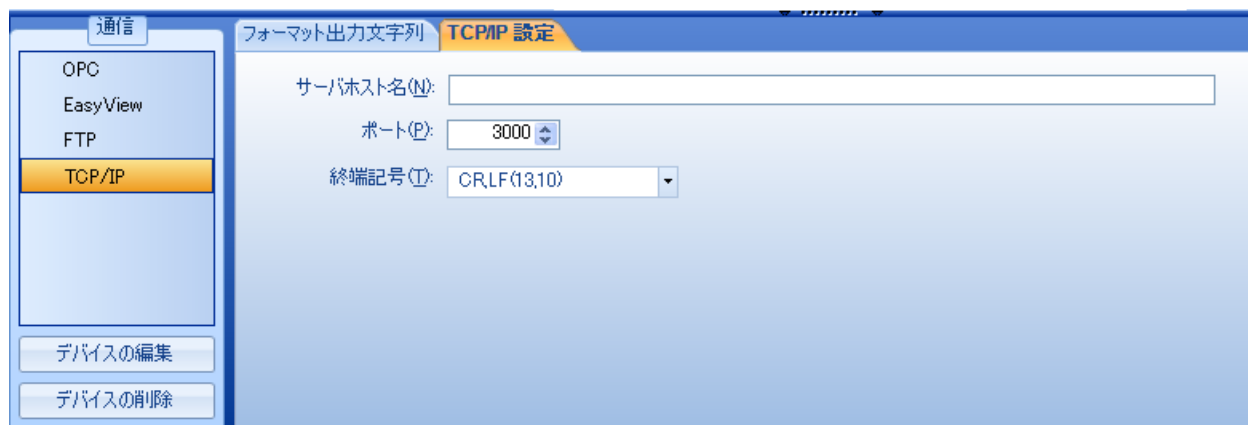 通信
OPC
EasyView
FTP
TCP/IP
デバイスの編集
デバイスの削除
フォーマット出力文字列
TCP/IP 設定
サーバホスト名(N):
ポート(P): 3000
終端記号(T): CR,LF(13,10)